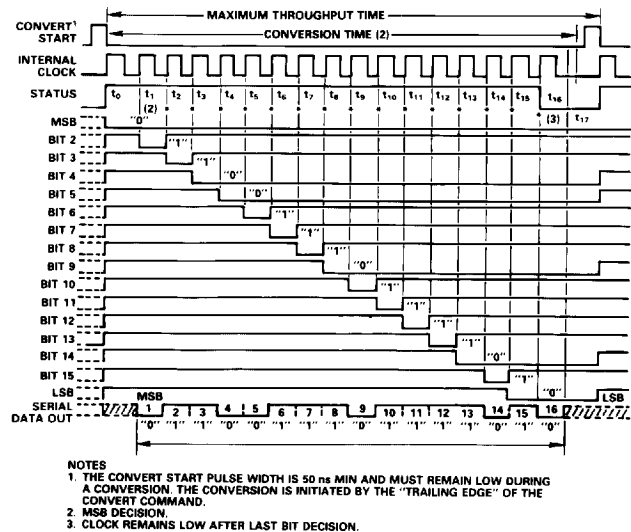 MAXIMUM THROUGHPUT TIME
CONVERT¹ START
CONVERSION TIME (2)
INTERNAL CLOCK
STATUS t0 t1 t2 t3 t4 t5 t6 t7 t8 t9 t10 t11 t12 t13 t14 t15 t16
(2) (3) t17
MSB "0"
BIT 2 "1"
BIT 3 "1"
BIT 4 "0"
BIT 5 "0"
BIT 6 "1"
BIT 7 "1"
BIT 8 "1"
BIT 9 "0"
BIT 10 "1"
BIT 11 "1"
BIT 12 "1"
BIT 13 "1"
BIT 14 "0"
BIT 15 "1"
LSB "0" LSB
MSB
SERIAL DATA OUT 1 2 3 4 5 6 7 8 9 10 11 12 13 14 15 16
"0" "1" "1" "0" "0" "1" "1" "1" "0" "1" "1" "1" "1" "0" "1" "0"
NOTES
1. THE CONVERT START PULSE WIDTH IS 50 ns MIN AND MUST REMAIN LOW DURING
A CONVERSION. THE CONVERSION IS INITIATED BY THE "TRAILING EDGE" OF THE
CONVERT COMMAND.
2. MSB DECISION.
3. CLOCK REMAINS LOW AFTER LAST BIT DECISION.